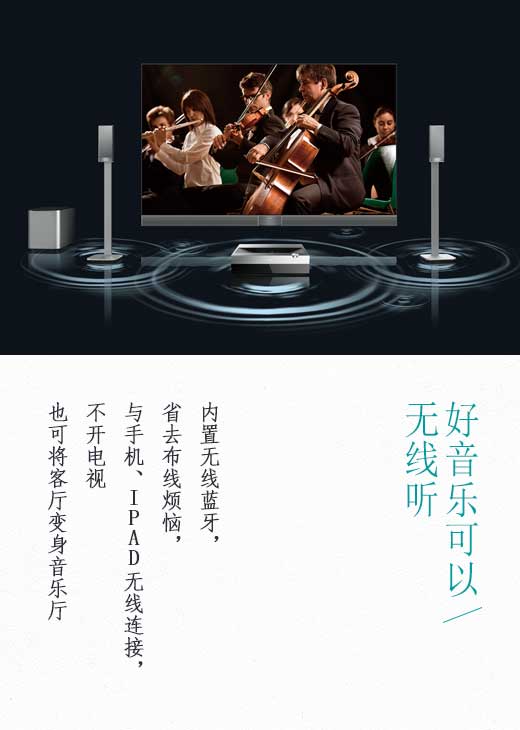 好音乐可以/
无线听
内置无线蓝牙，
省去布线烦恼，
与手机、IPAD无线连接，
不开电视
也可将客厅变身音乐厅